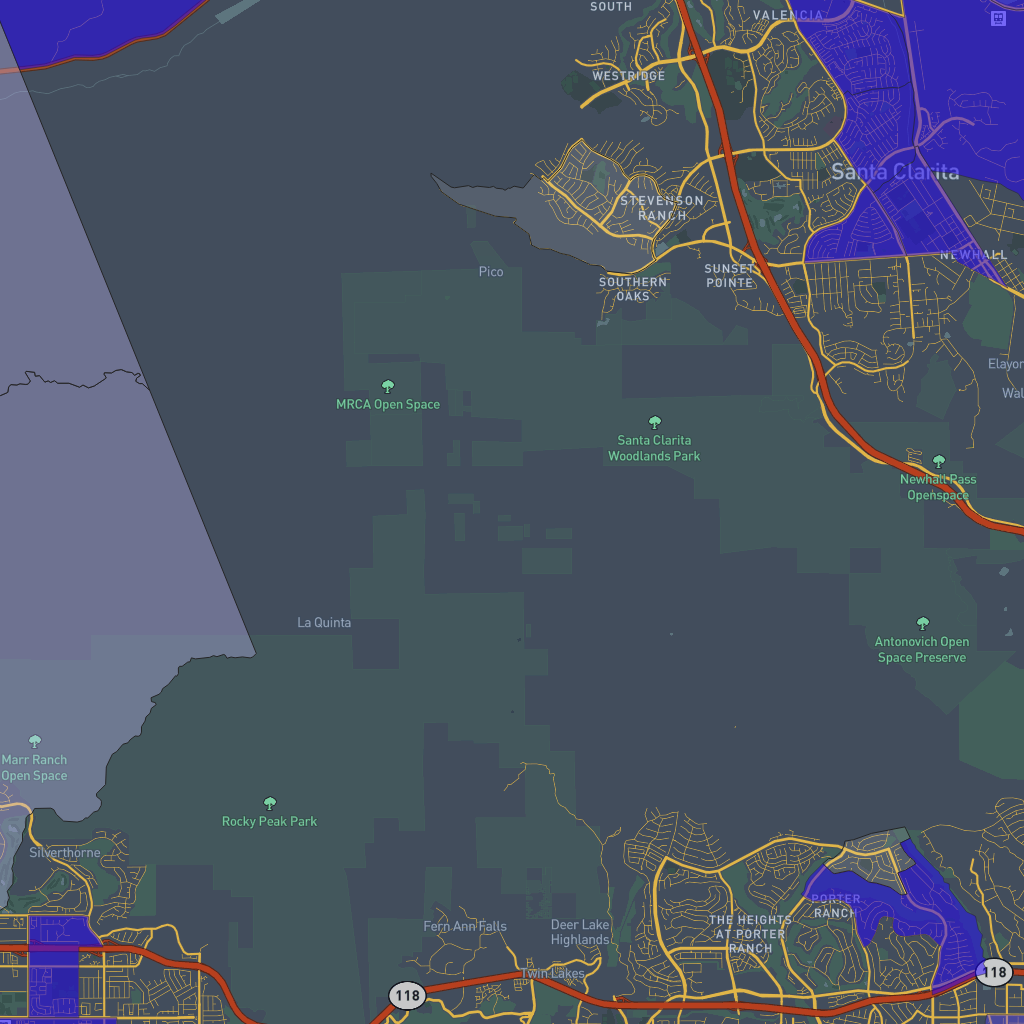 SOUTH
VALENCIA
WESTRIDGE
Santa Clarita
STEVENSON
RANCH
NEWHALL
Pico
SUNSET
POINTE
SOUTHERN
OAKS
MRCA Open Space
Santa Clarita
Woodlands Park
Newhall Pass
Openspace
La Quinta
Antonovich Open
Space Preserve
Marr Ranch
Open Space
Rocky Peak Park
Silverthorne
PORTER
RANCH
Fern Ann Falls
Deer Lake
Highlands
THE HEIGHTS
AT PORTER
RANCH
Twin Lakes
118
118